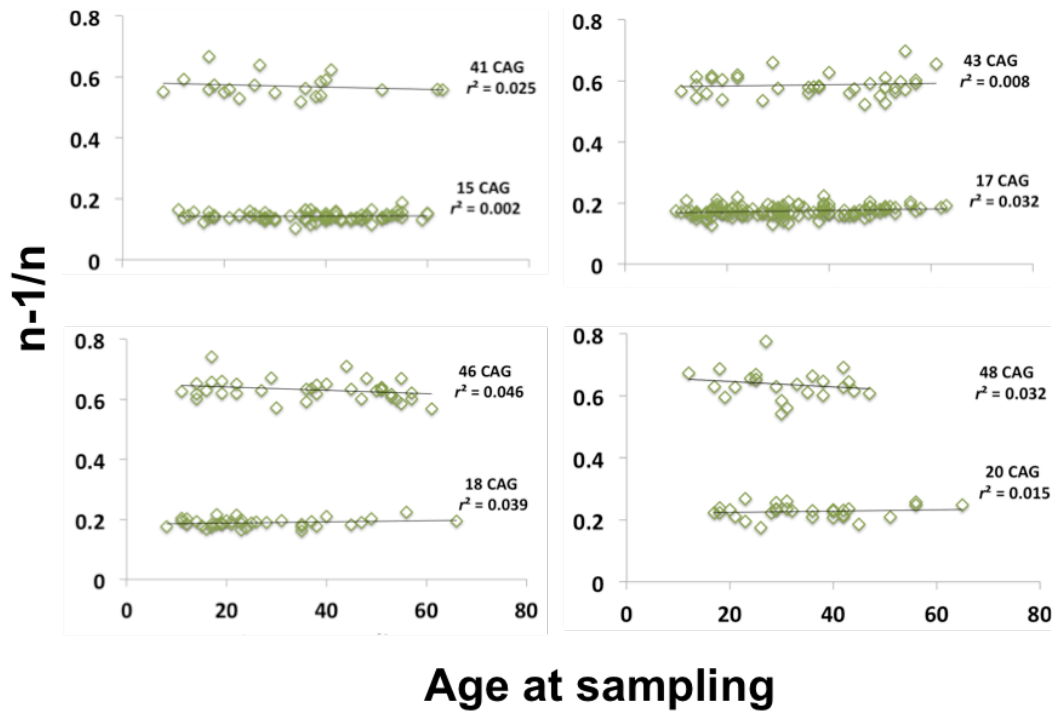 n-1/n
0.8
0.6
0.4
0.2
0
41 CAG
r² = 0.025
15 CAG
r² = 0.002
0.8
0.6
0.4
0.2
0
43 CAG
r² = 0.008
17 CAG
r² = 0.032
0.8
0.6
0.4
0.2
0
46 CAG
r² = 0.046
18 CAG
r² = 0.039
0 20 40 60 80
0.8
0.6
0.4
0.2
0
48 CAG
r² = 0.032
20 CAG
r² = 0.015
0 20 40 60 80
Age at sampling